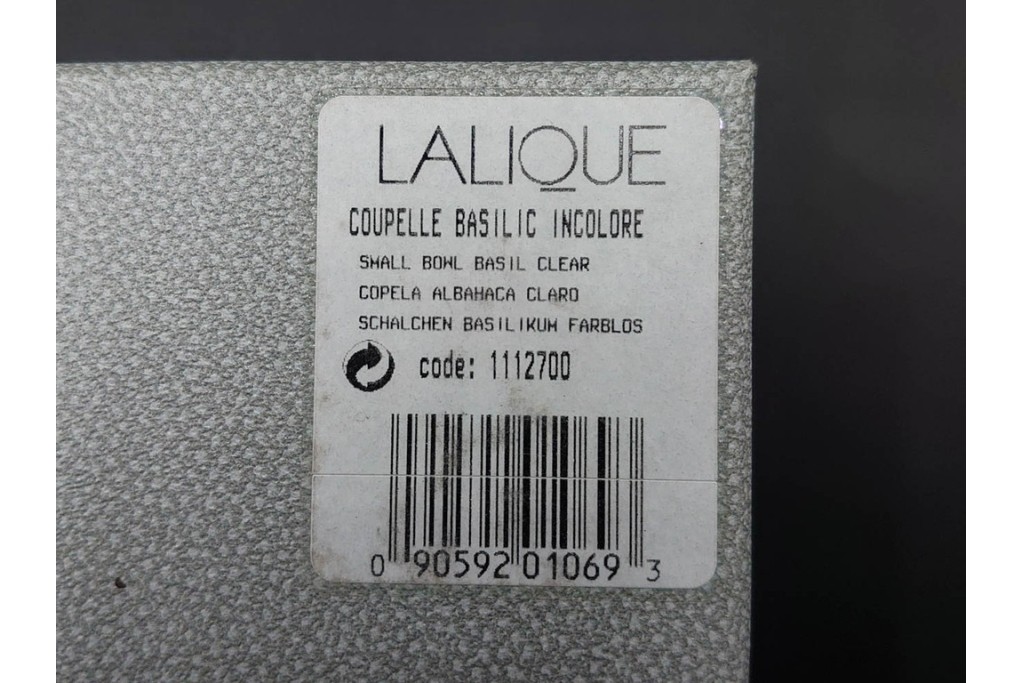 LALIQUE
COUPELLE BASILIC INCOLORE
SMALL BOWL BASIL CLEAR
COPELA ALBAHACA CLARO
SCHALCHEN BASILIKUM FARBLOS
code: 1112700
0 90592 01069 3